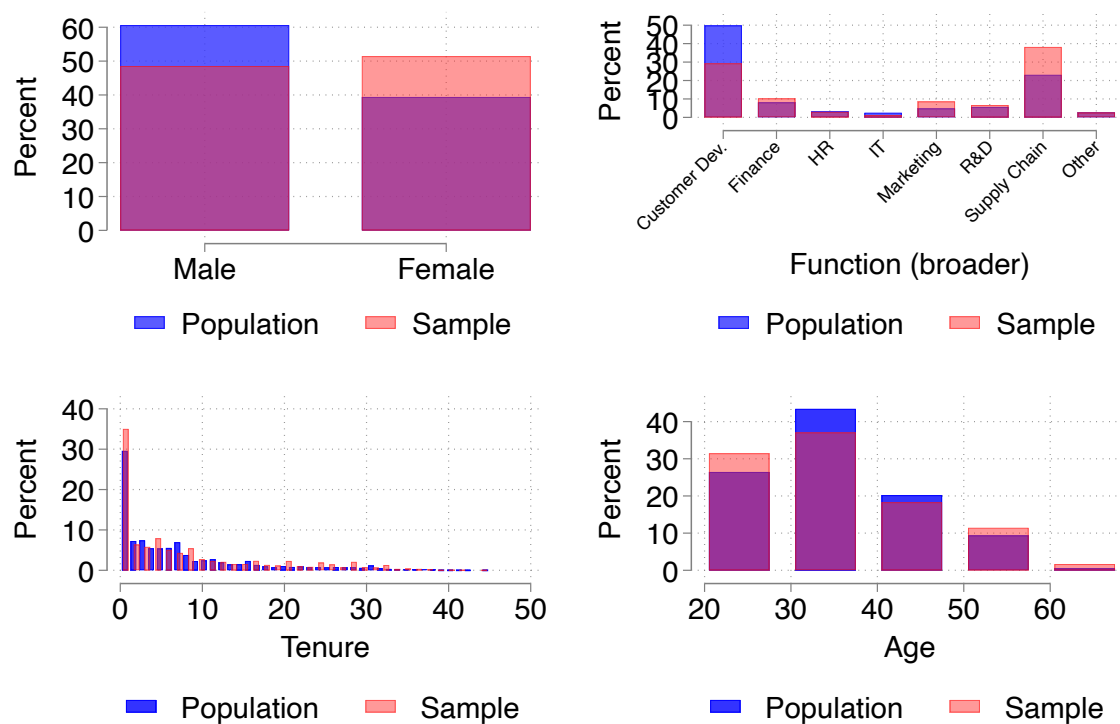 Percent
60
50
40
30
20
10
0
Male Female
Population Sample
Percent
50
40
30
20
10
0
Customer Dev. Finance HR IT Marketing R&D Supply Chain Other
Function (broader)
Population Sample
Percent
40
30
20
10
0
0 10 20 30 40 50
Tenure
Population Sample
Percent
40
30
20
10
0
20 30 40 50 60
Age
Population Sample